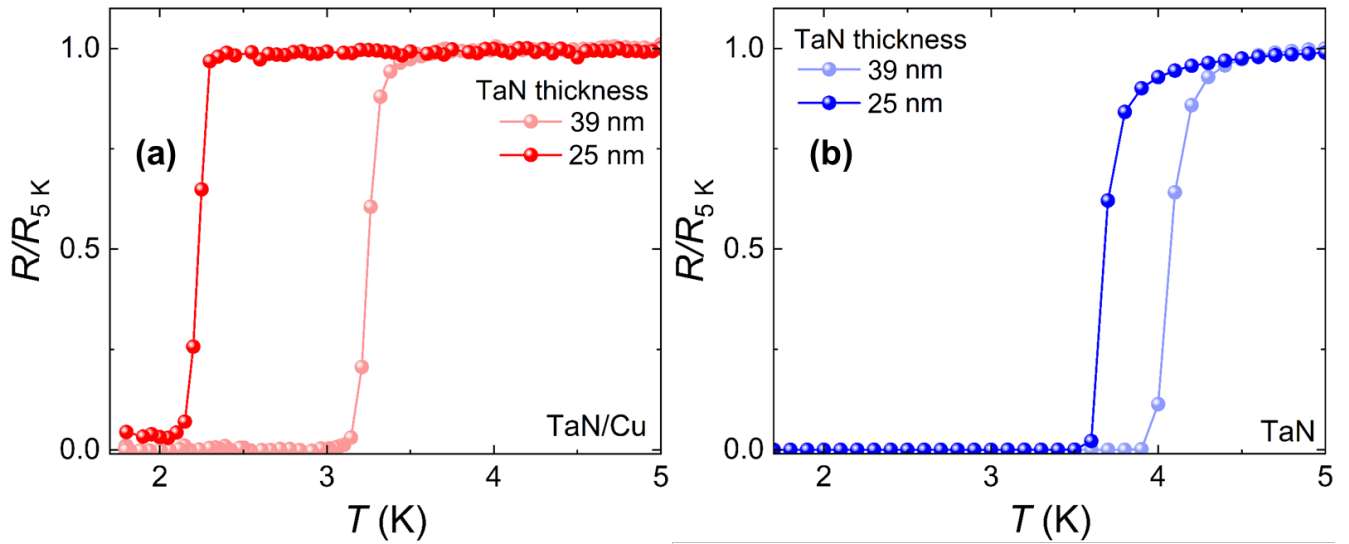 1.0
0.5
0.0
R/R5 K
(a)
TaN thickness
39 nm
25 nm
TaN/Cu
2
3
4
5
T (K)
1.0
0.5
0.0
R/R5 K
TaN thickness
39 nm
25 nm
(b)
TaN
2
3
4
5
T (K)